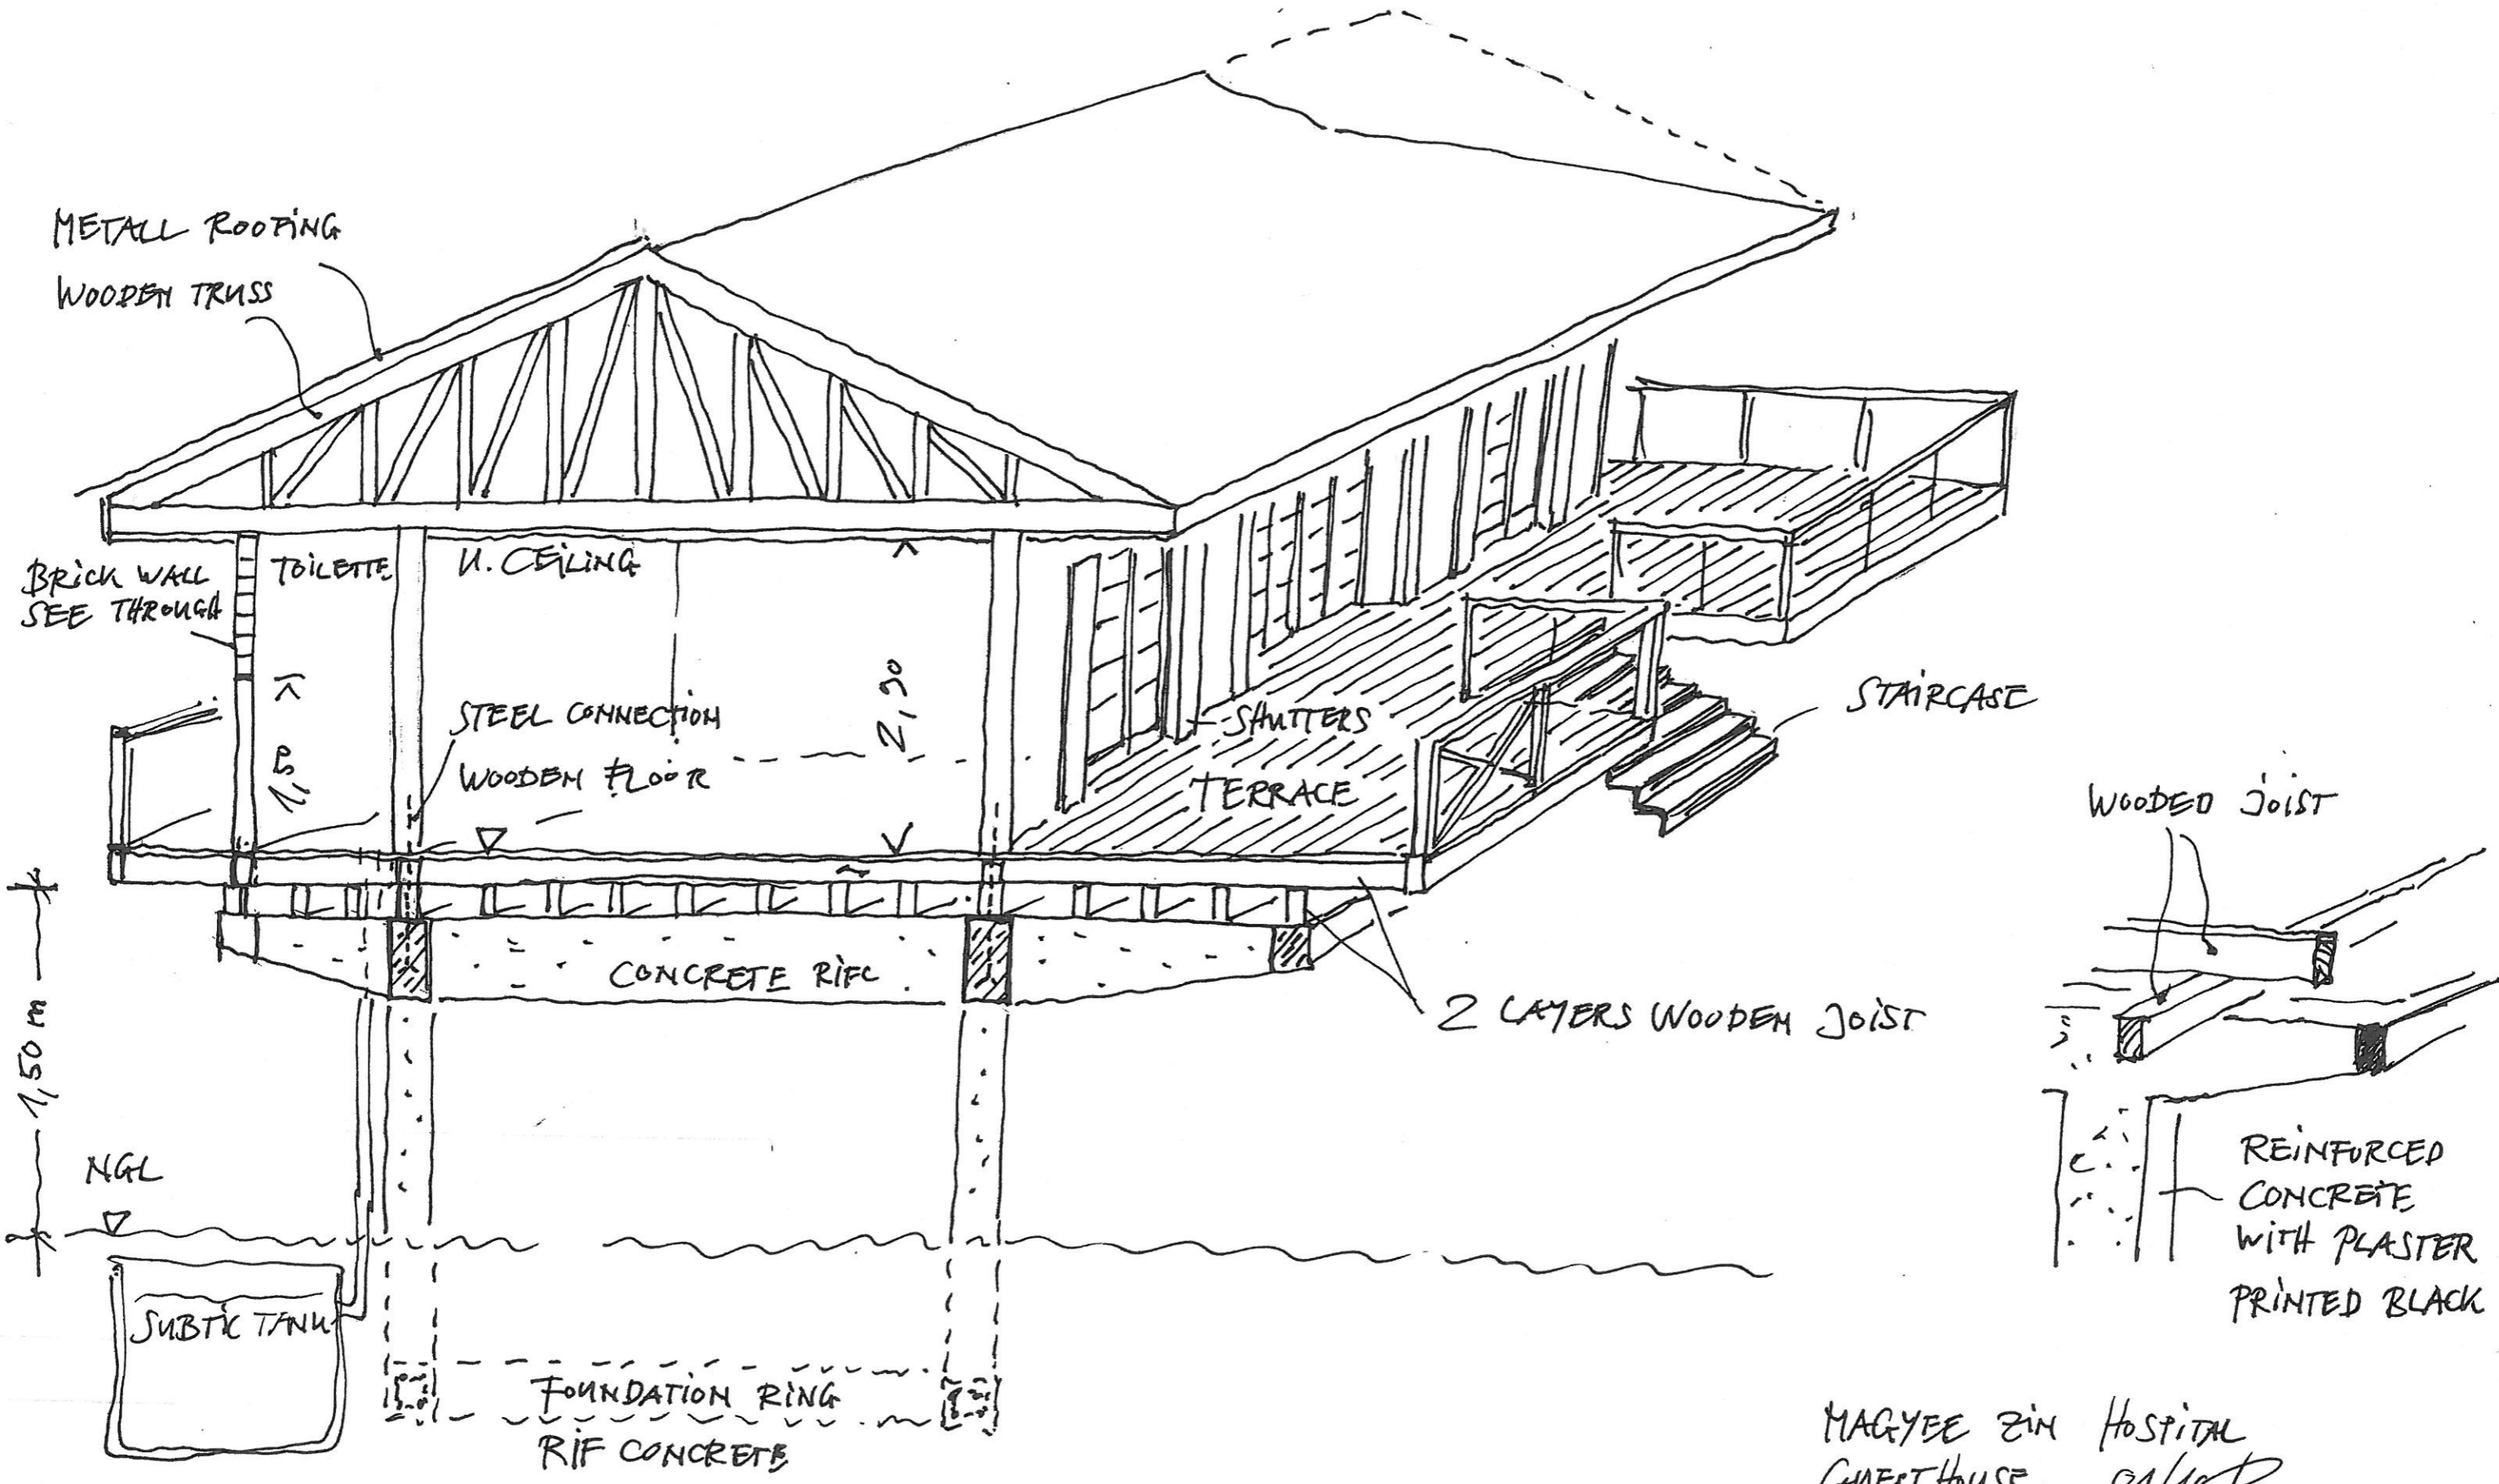 METALL ROOFING
WOODEN TRUSS
BRICK WALL
SEE THROUGH
TOILETTE
U. CEILING
STEEL CONNECTION
WOODEN FLOOR
2,90
SHUTTERS
TERRACE
STAIRCASE
WOODED JOIST
CONCRETE
2 LAYERS WOODEN JOIST
1,50 m
NGL
SUBTIC TANK
FOUNDATION RING
RIF CONCRETE
REINFORCED
CONCRETE
WITH PLASTER
PRINTED BLACK
MAGYEE ZIN HOSPITAL
GUESTHOUSE